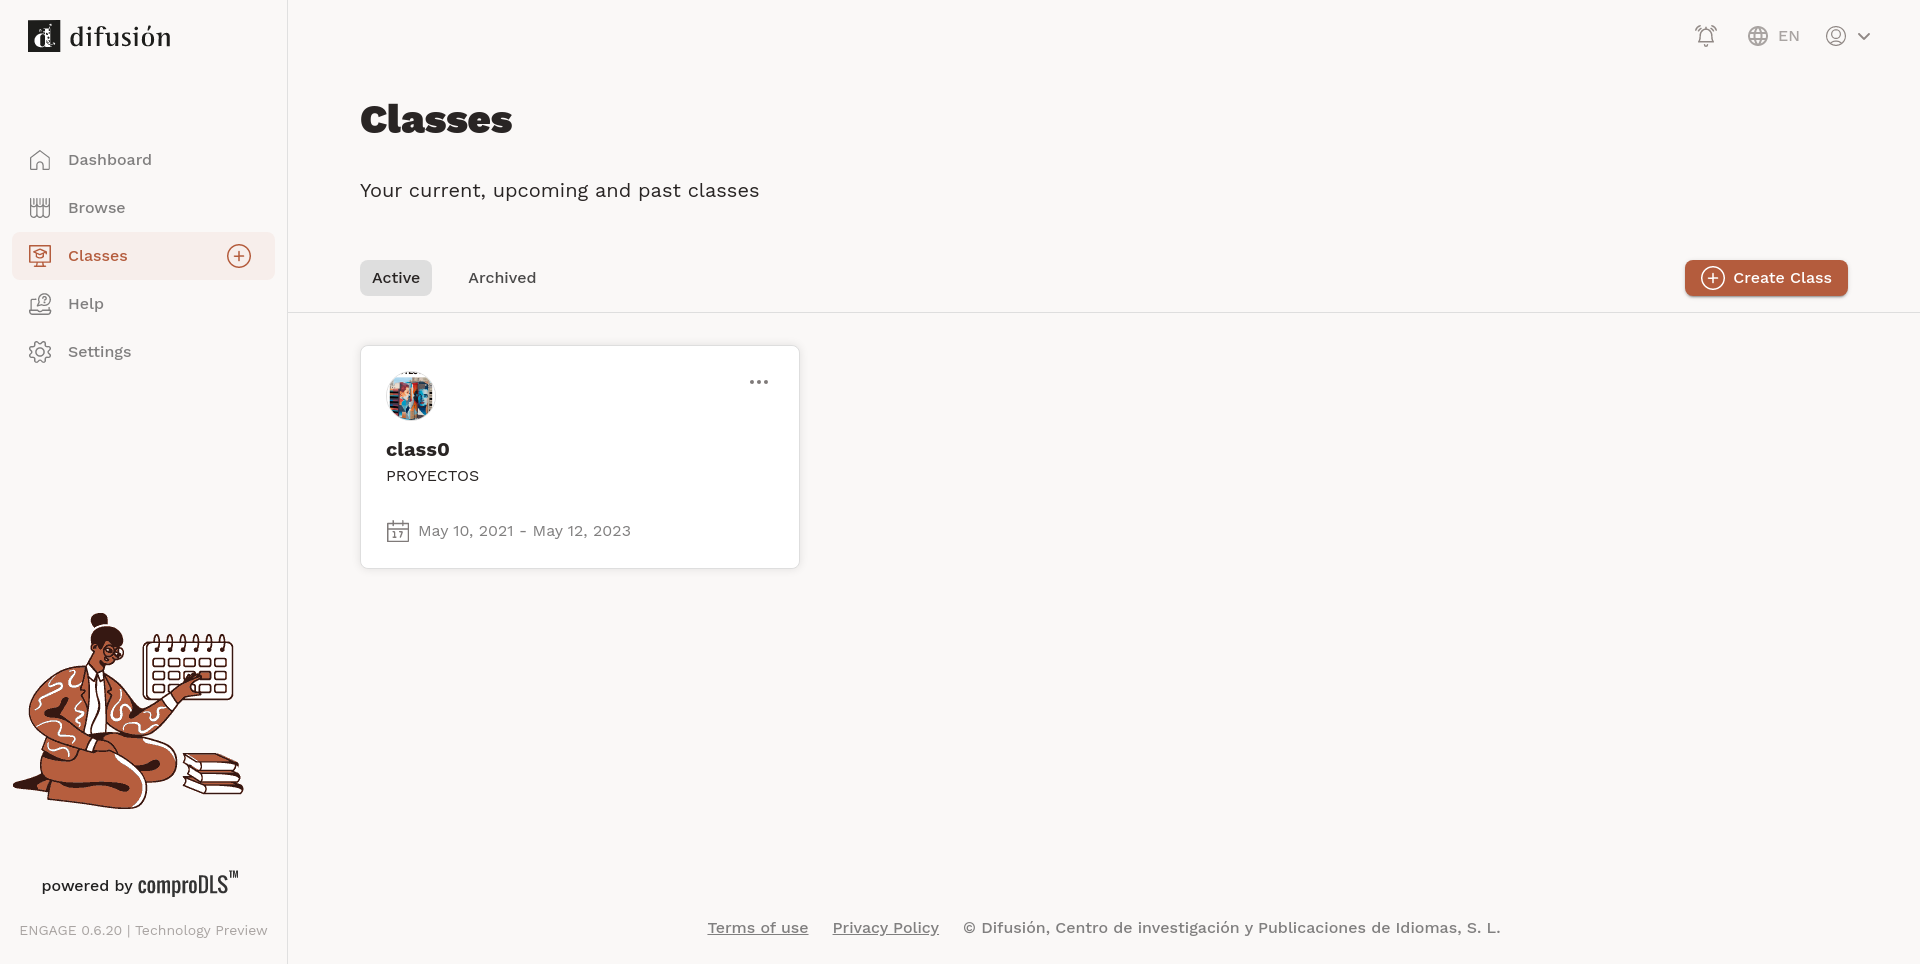 difusión
EN
Dashboard
Browse
Classes
Help
Settings
Classes
Your current, upcoming and past classes
Active
Archived
Create Class
class0
PROYECTOS
17
May 10, 2021 - May 12, 2023
powered by comproDLS™
ENGAGE 0.6.20 | Technology Preview
Terms of use
Privacy Policy
© Difusión, Centro de investigación y Publicaciones de Idiomas, S. L.